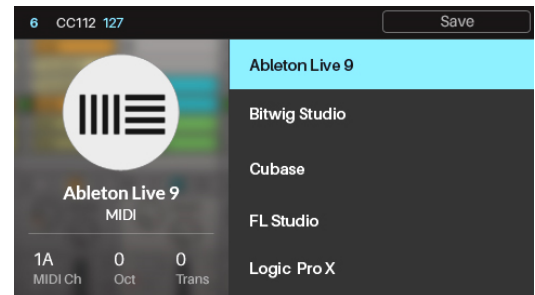 6 CC112 127 Save
Ableton Live 9
MIDI
1A 0 0
MIDI Ch Oct Trans
Ableton Live 9
Bitwig Studio
Cubase
FL Studio
Logic Pro X